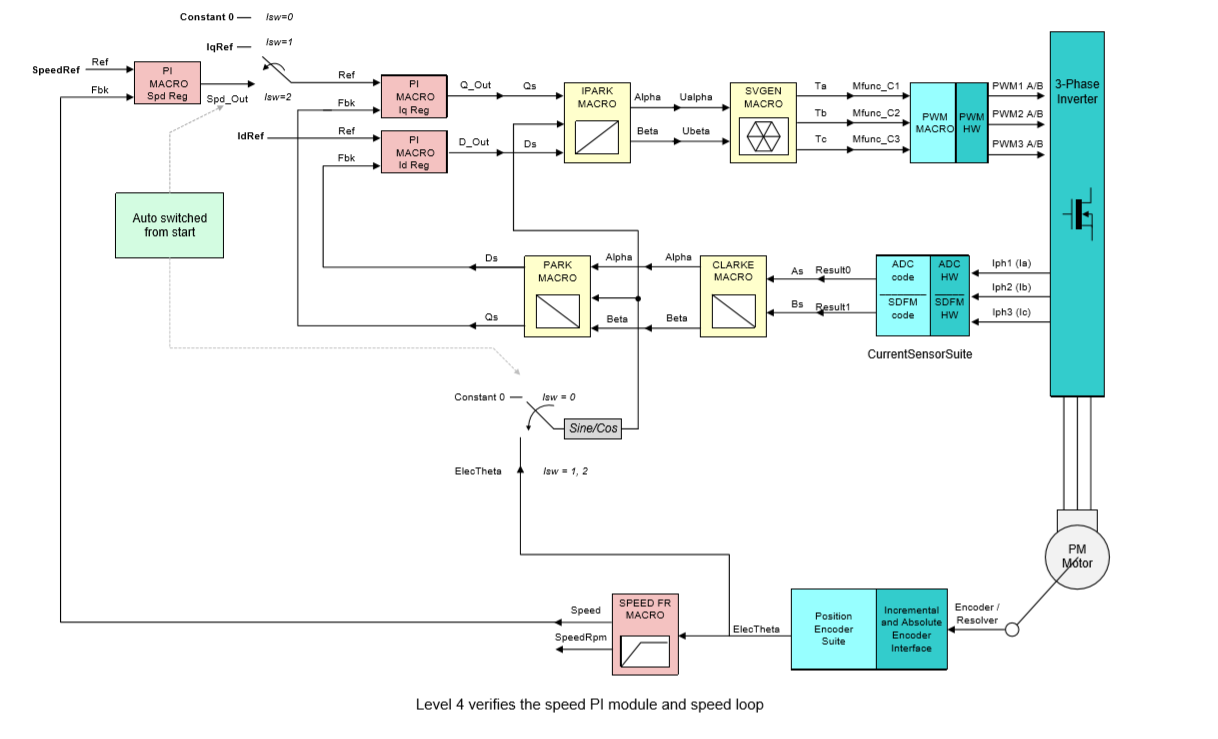 Constant 0
lsw=0
IqRef
lsw=1
SpeedRef
Ref
Fbk
PI
MACRO
Spd Reg
Spd_Out
lsw=2
Ref
Fbk
PI
MACRO
Iq Reg
Q_Out
Qs
IdRef
Ref
Fbk
PI
MACRO
Id Reg
D_Out
Ds
IPARK
MACRO
Alpha
Ualpha
Beta
Ubeta
SVGEN
MACRO
Ta
Mfunc_C1
Tb
Mfunc_C2
Tc
Mfunc_C3
PWM
MACRO
PWM
HW
PWM1 A/B
PWM2 A/B
PWM3 A/B
3-Phase
Inverter
Auto switched
from start
Ds
Qs
PARK
MACRO
Alpha
Alpha
Beta
Beta
CLARKE
MACRO
As
Result0
Bs
Result1
ADC
code
ADC
HW
SDFM
code
SDFM
HW
Iph1 (Ia)
Iph2 (Ib)
Iph3 (Ic)
CurrentSensorSuite
Constant 0
lsw = 0
Sine/Cos
ElecTheta
lsw = 1, 2
PM
Motor
Speed
SpeedRpm
SPEED FR
MACRO
ElecTheta
Position
Encoder
Suite
Incremental
and Absolute
Encoder
Interface
Encoder /
Resolver
Level 4 verifies the speed PI module and speed loop